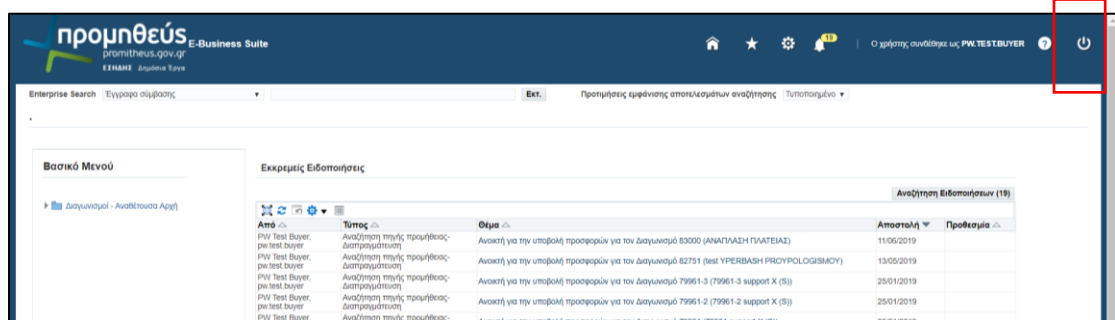 προμηθεύς E-Business Suite
promitheus.gov.gr
ΕΣΗΔΗΣ Δημόσια Έργα
19
Ο χρήστης συνδέθηκε ως PW.TEST.BUYER ?
Enterprise Search Έγγραφα σύμβασης Εκτ. Προτιμήσεις εμφάνισης αποτελεσμάτων αναζήτησης Τυποποιημένο
Βασικό Μενού
Διαγωνισμοί - Αναθέτουσα Αρχή
Εκκρεμείς Ειδοποιήσεις
Αναζήτηση Ειδοποιήσεων (19)
Από Τύπος Θέμα Αποστολή Προθεσμία
PW Test Buyer, Αναζήτηση πηγής προμήθειας-
pw.test.buyer Διαπραγμάτευση Ανοικτή για την υποβολή προσφορών για τον Διαγωνισμό 83000 (ΑΝΑΠΛΑΣΗ ΠΛΑΤΕΙΑΣ) 11/06/2019
PW Test Buyer, Αναζήτηση πηγής προμήθειας-
pw.test.buyer Διαπραγμάτευση Ανοικτή για την υποβολή προσφορών για τον Διαγωνισμό 82751 (test YPERBASH PROYPOLOGISMOY) 13/05/2019
PW Test Buyer, Αναζήτηση πηγής προμήθειας-
pw.test.buyer Διαπραγμάτευση Ανοικτή για την υποβολή προσφορών για τον Διαγωνισμό 79961-3 (79961-3 support X (S)) 25/01/2019
PW Test Buyer, Αναζήτηση πηγής προμήθειας-
pw.test.buyer Διαπραγμάτευση Ανοικτή για την υποβολή προσφορών για τον Διαγωνισμό 79961-2 (79961-2 support X (S)) 25/01/2019
PW Test Buyer, Αναζήτηση πηγής προμήθειας-